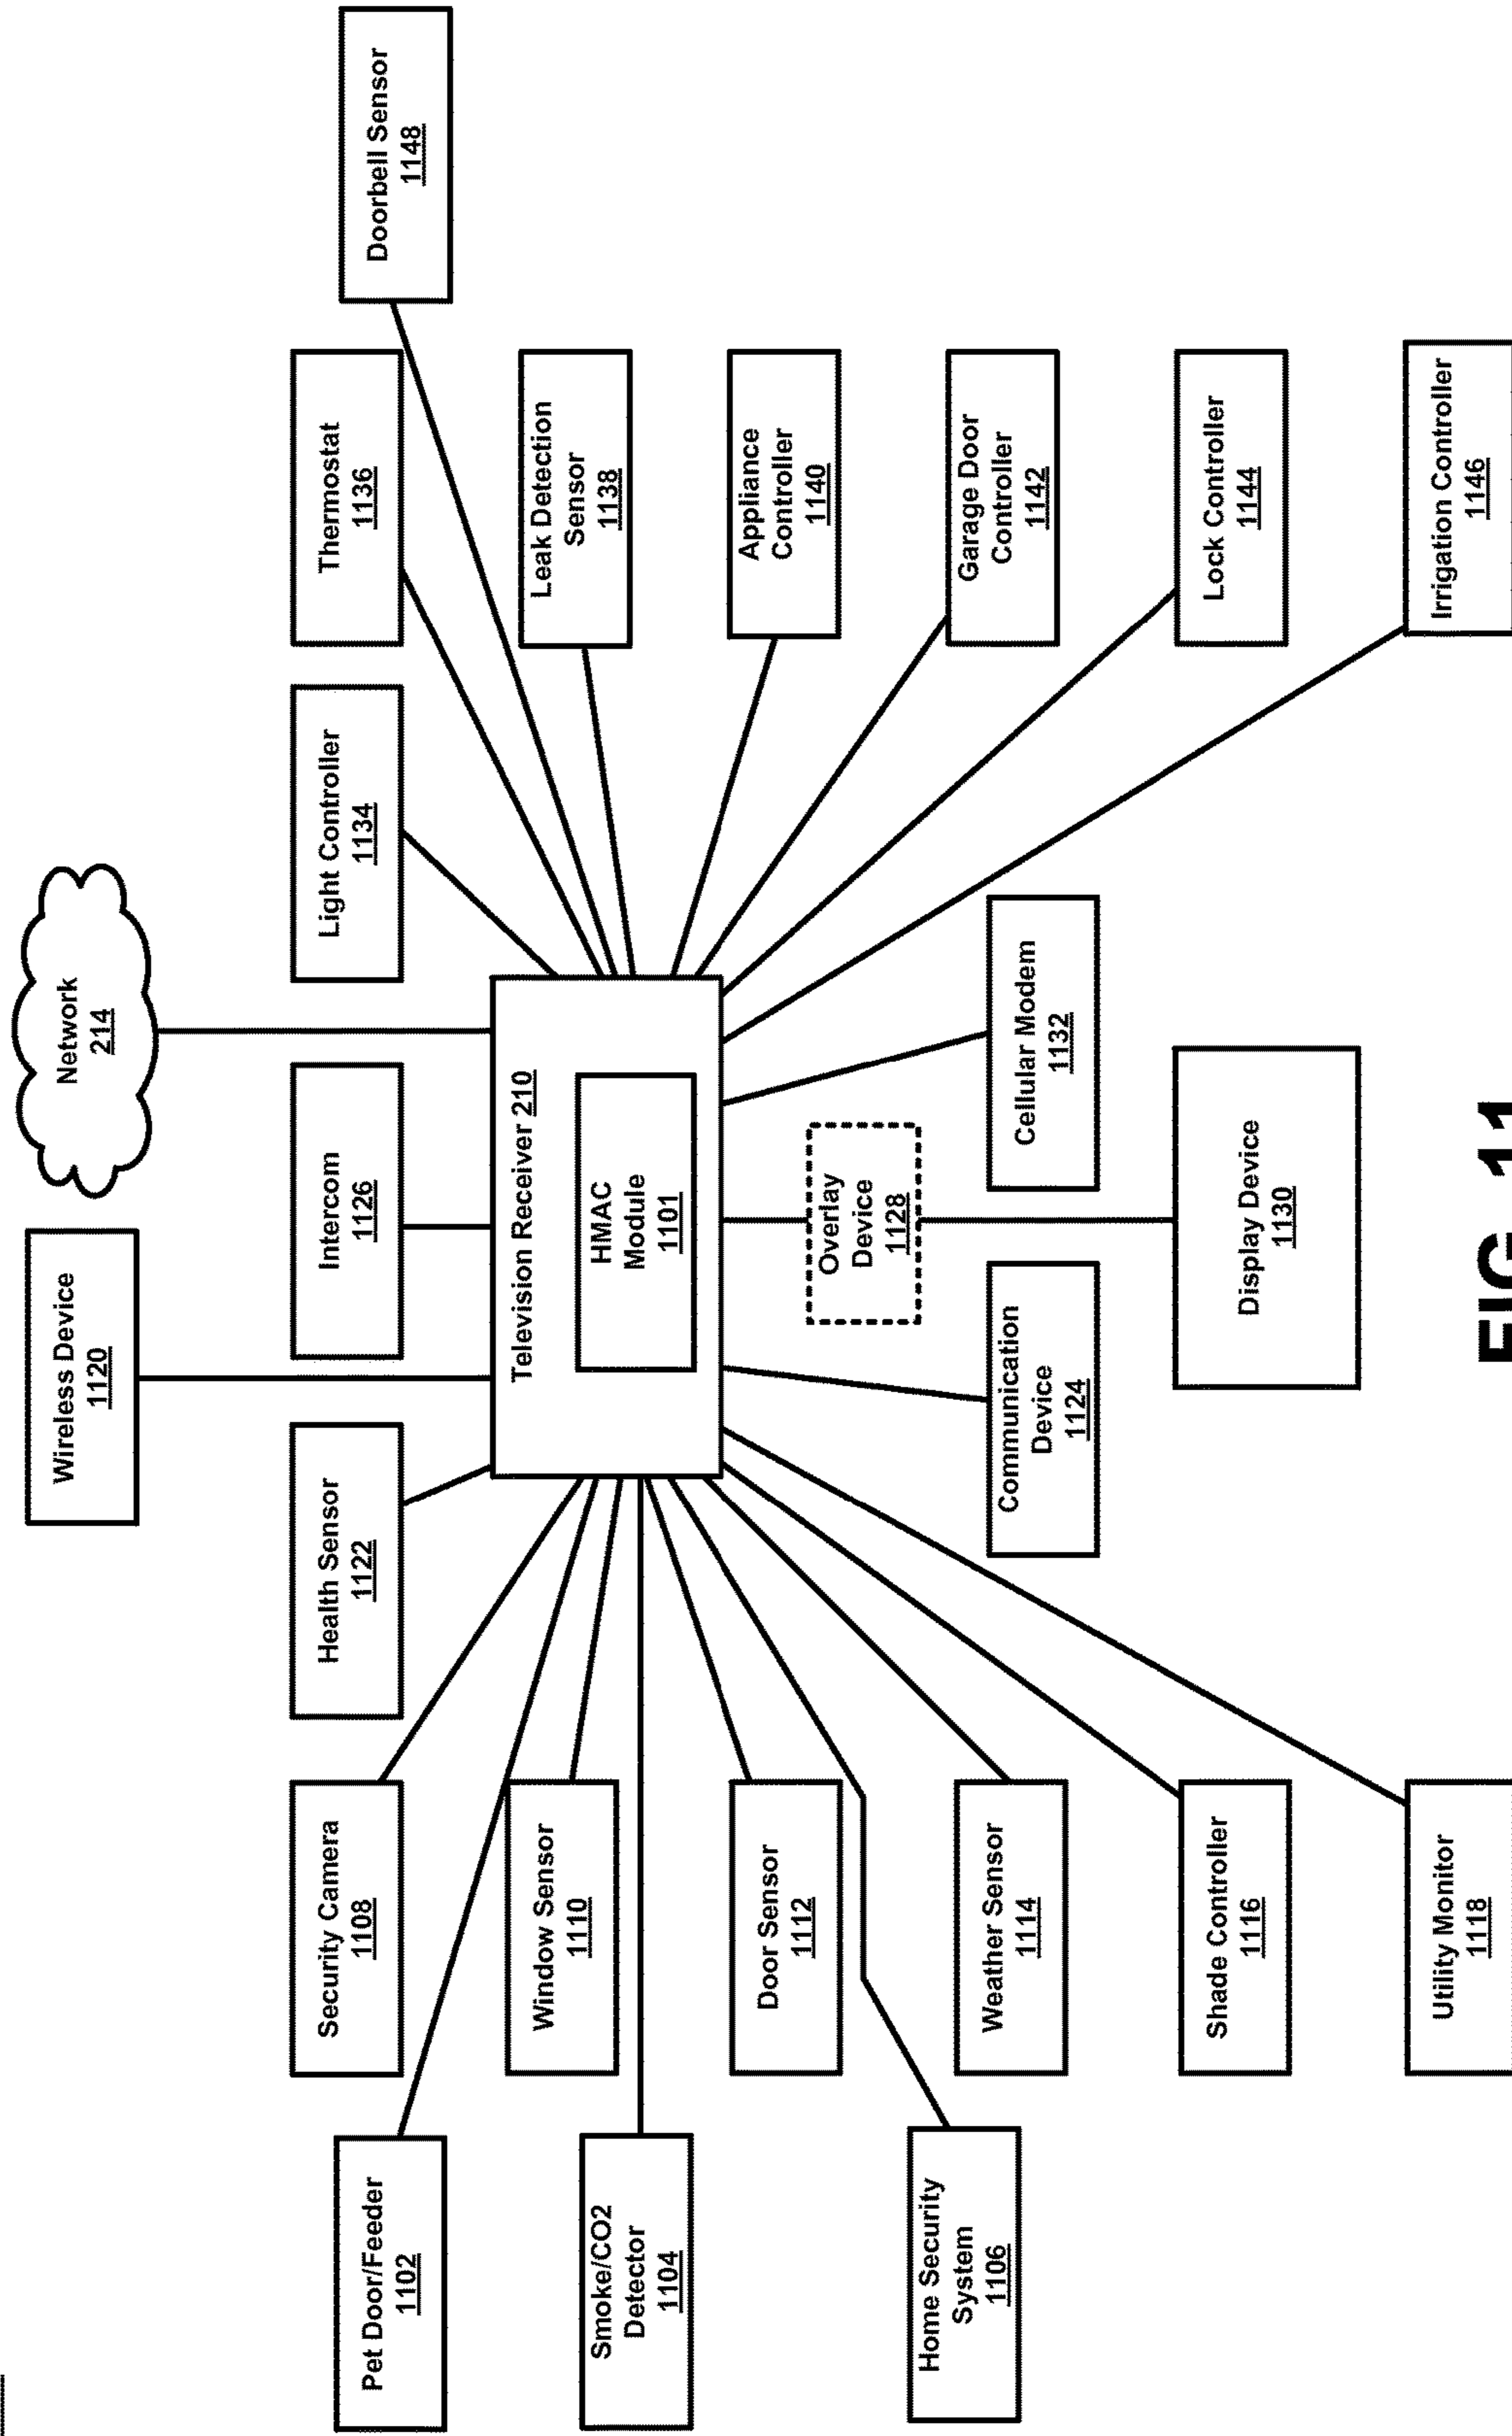 Wireless Device
1120
Network
214
Security Camera
1108
Health Sensor
1122
Intercom
1126
Light Controller
1134
Thermostat
1136
Doorbell Sensor
1148
Pet Door/Feeder
1102
Television Receiver 210
HMAC
Module
1101
Window Sensor
1110
Leak Detection
Sensor
1138
Smoke/CO2
Detector
1104
Door Sensor
1112
Appliance
Controller
1140
Overlay
Device
1128
Home Security
System
1106
Weather Sensor
1114
Communication
Device
1124
Cellular Modem
1132
Garage Door
Controller
1142
Shade Controller
1116
Display Device
1130
Lock Controller
1144
Utility Monitor
1118
Irrigation Controller
1146
FIG. 11